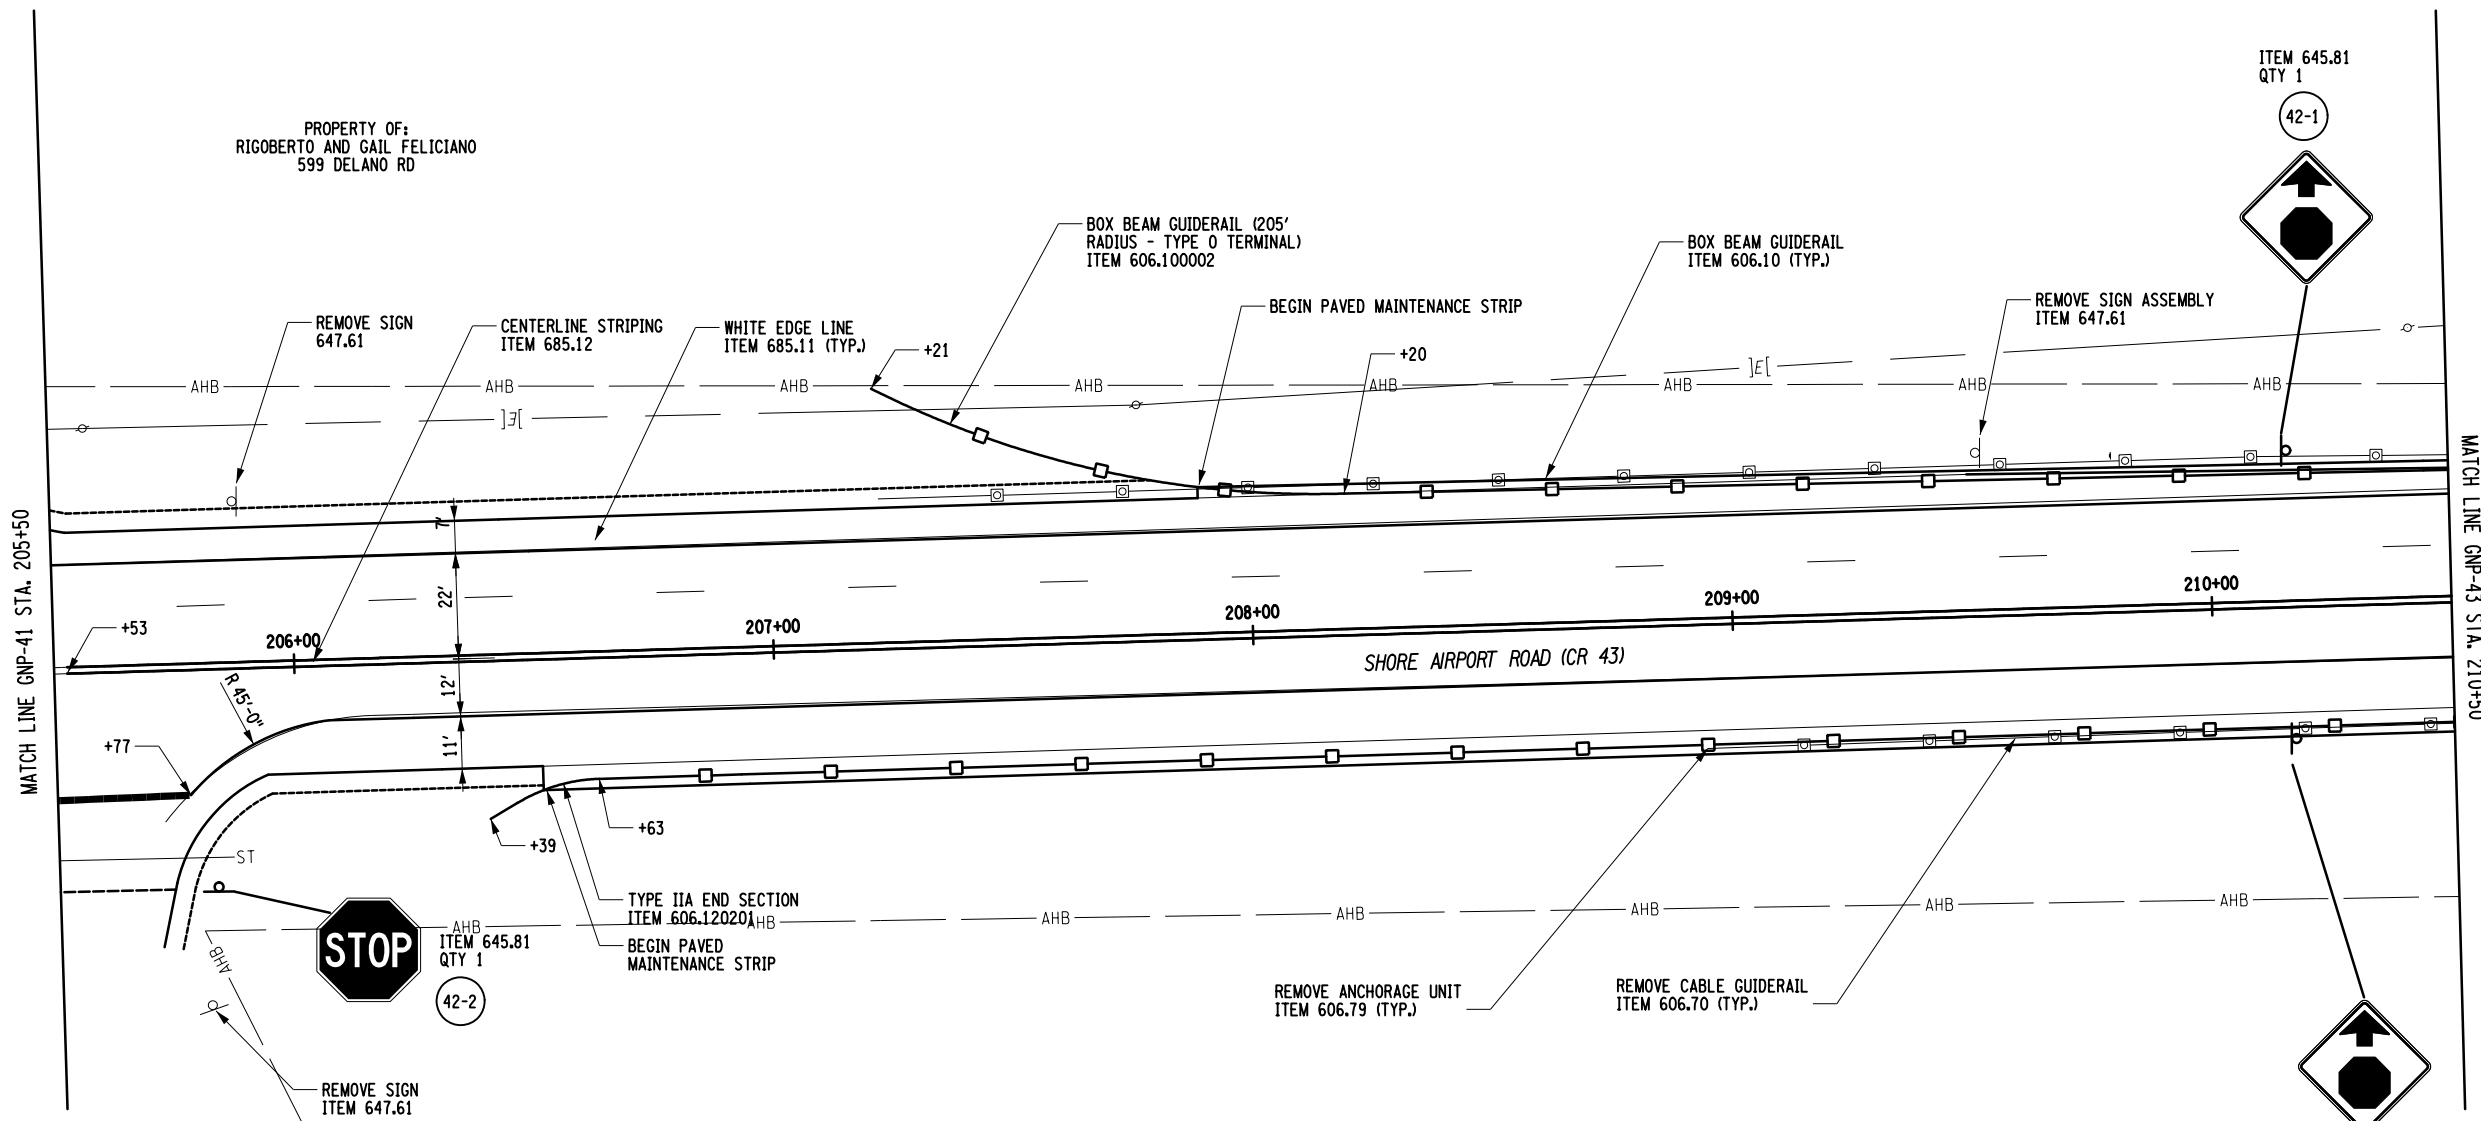 ITEM 645.81
QTY 1
42-1
PROPERTY OF:
RIGOBERTO AND GAIL FELICIANO
599 DELANO RD
BOX BEAM GUIDERAIL (205'
RADIUS - TYPE 0 TERMINAL)
ITEM 606.100002
BOX BEAM GUIDERAIL
ITEM 606.10 (TYP.)
BEGIN PAVED MAINTENANCE STRIP
REMOVE SIGN ASSEMBLY
ITEM 647.61
REMOVE SIGN
647.61
CENTERLINE STRIPING
ITEM 685.12
WHITE EDGE LINE
ITEM 685.11 (TYP.)
+21
+20
AHB
AHB
AHB
AHB
AHB
AHB
AHB
AHB
]E[
]E[
MATCH LINE GNP-41 STA. 205+50
MATCH LINE GNP-43 STA. 210+50
7'
22'
12'
11'
+53
206+00
207+00
208+00
209+00
210+00
SHORE AIRPORT ROAD (CR 43)
R 45'-0"
+77
+63
+39
ST
TYPE IIA END SECTION
ITEM 606.120201
BEGIN PAVED
MAINTENANCE STRIP
AHB
AHB
AHB
AHB
AHB
AHB
AHB
AHB
STOP
ITEM 645.81
QTY 1
42-2
REMOVE ANCHORAGE UNIT
ITEM 606.79 (TYP.)
REMOVE CABLE GUIDERAIL
ITEM 606.70 (TYP.)
REMOVE SIGN
ITEM 647.61